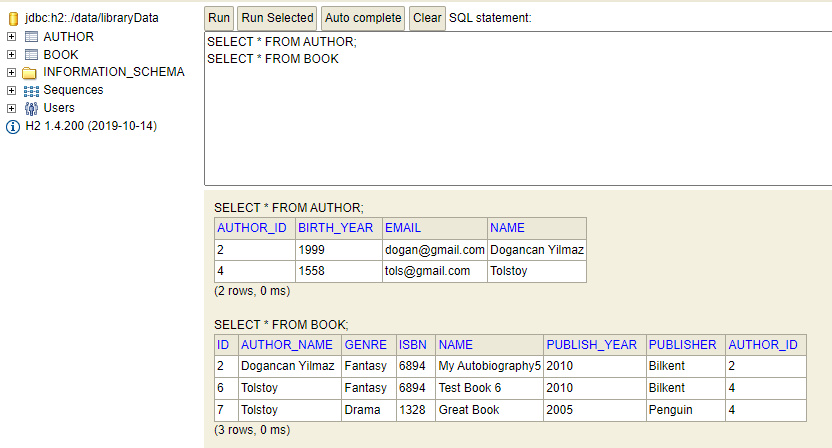 jdbc:h2:./data/libraryData
AUTHOR
BOOK
INFORMATION_SCHEMA
Sequences
Users
H2 1.4.200 (2019-10-14)
Run Run Selected Auto complete Clear SQL statement:
SELECT * FROM AUTHOR;
SELECT * FROM BOOK
SELECT * FROM AUTHOR;
AUTHOR_ID BIRTH_YEAR EMAIL NAME
2 1999 dogan@gmail.com Dogancan Yilmaz
4 1558 tols@gmail.com Tolstoy
(2 rows, 0 ms)
SELECT * FROM BOOK;
ID AUTHOR_NAME GENRE ISBN NAME PUBLISH_YEAR PUBLISHER AUTHOR_ID
2 Dogancan Yilmaz Fantasy 6894 My Autobiography5 2010 Bilkent 2
6 Tolstoy Fantasy 6894 Test Book 6 2010 Bilkent 4
7 Tolstoy Drama 1328 Great Book 2005 Penguin 4
(3 rows, 0 ms)